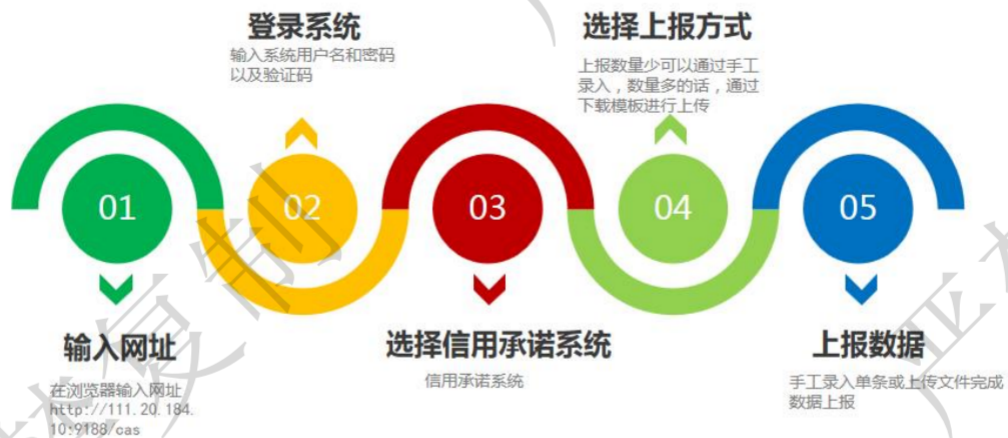 登录系统
输入系统用户名和密码
以及验证码
选择上报方式
上报数量少可以通过手工
录入，数量多的话，通过
下载模板进行上传
01
02
03
04
05
输入网址
在浏览器输入网址
http://111.20.184.
10:9188/cas
选择信用承诺系统
信用承诺系统
上报数据
手工录入单条或上传文件完成
数据上报
复制
严禁